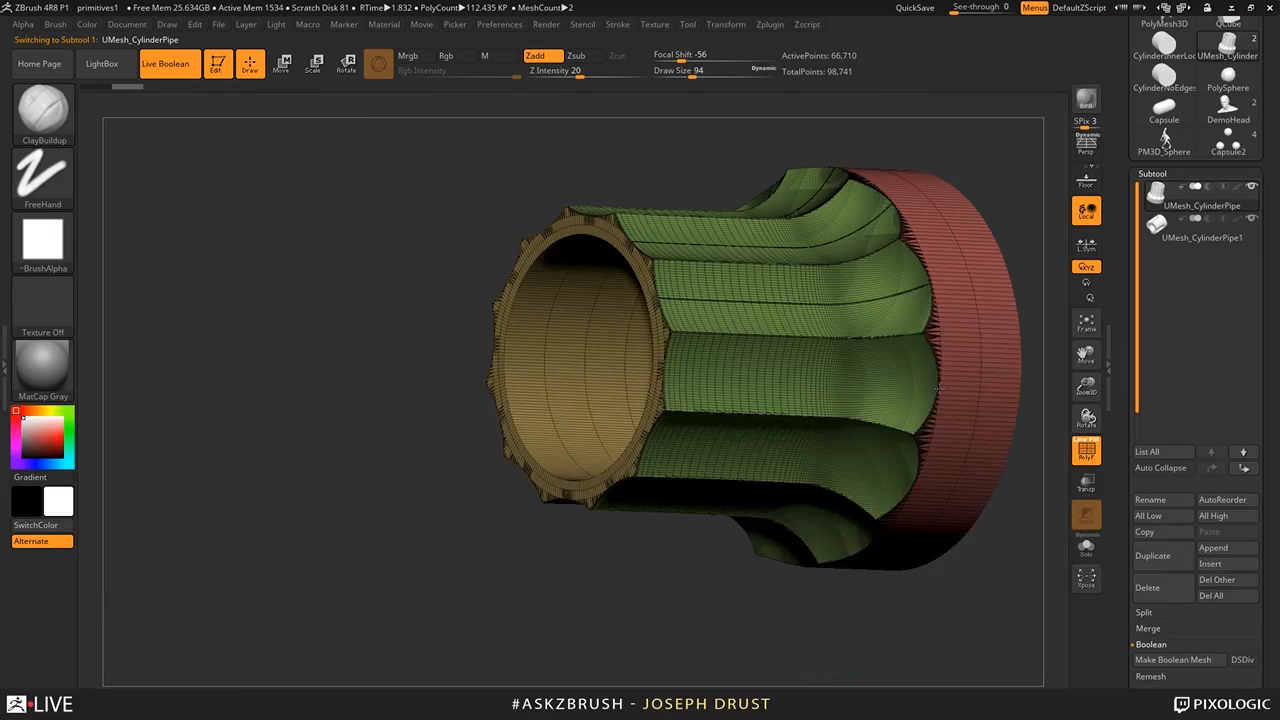 ZBrush 4R8 P1 primitives1 • Free Mem 25.634GB • Active Mem 1534 • Scratch Disk 81 • RTime▸1.832 • PolyCount▸112.435 KP • MeshCount▸2 QuickSave See-through 0 Menus DefaultZScript
Alpha Brush Color Document Draw Edit File Layer Light Macro Marker Material Movie Picker Preferences Render Stencil Stroke Texture Tool Transform Zplugin Zscript
Switching to Subtool 1: UMesh_CylinderPipe
Home Page LightBox Live Boolean Edit Draw Move Scale Rotate
Mrgb Rgb M Zadd Zsub Zcut Focal Shift -56 ActivePoints: 66,710
Rgb Intensity Z Intensity 20 Draw Size 94 Dynamic TotalPoints: 98,741
ClayBuildup
FreeHand
~BrushAlpha
Texture Off
MatCap Gray
Gradient
SwitchColor
Alternate
BPR
SPix 3
Dynamic
Persp
Floor
Local
L.Sym
XYZ
Frame
Move
Zoom3D
Rotate
PolyF
Transp
Dynamic
Solo
Xpose
PolyMesh3D QCube
2
CylinderInnerLoc UMesh_Cylinder
CylinderNoEdges PolySphere
2
Capsule DemoHead
4
PM3D_Sphere Capsule2
Subtool
UMesh_CylinderPipe
UMesh_CylinderPipe1
List All
Auto Collapse
Rename AutoReorder
All Low All High
Copy Paste
Duplicate Append
Insert
Delete Del Other
Del All
Split
Merge
Boolean
Make Boolean Mesh DSDiv
Remesh
LIVE #ASKZBRUSH - JOSEPH DRUST PIXOLOGIC